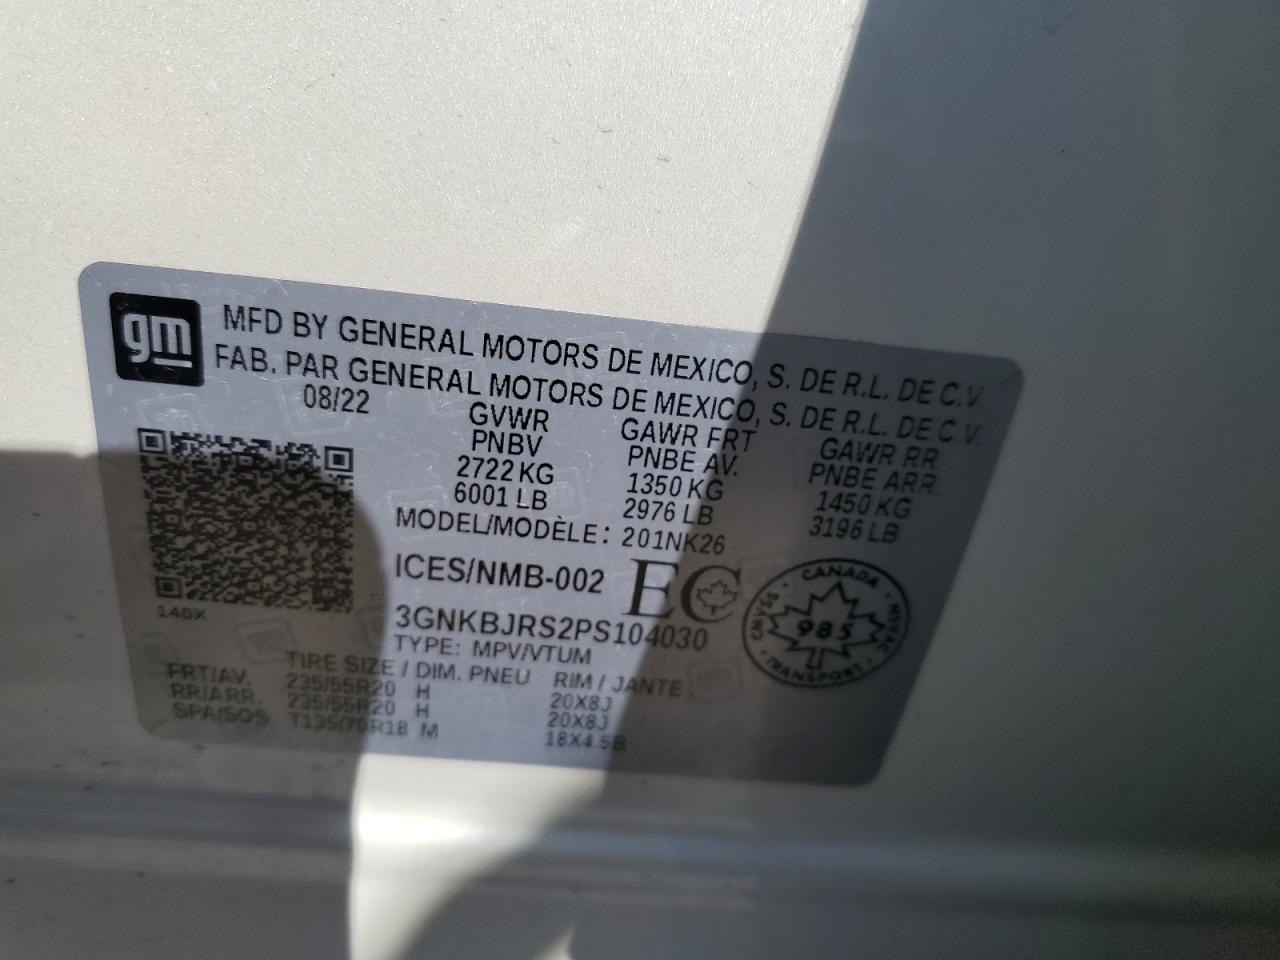 gm
MFD BY GENERAL MOTORS DE MEXICO, S. DE R.L. DE C.V.
FAB. PAR GENERAL MOTORS DE MEXICO, S. DE R.L. DE C.V.
08/22 GVWR GAWR FRT GAWR RR
PNBV PNBE AV. PNBE ARR.
2722 KG 1350 KG 1450 KG
6001 LB 2976 LB 3196 LB
MODEL/MODÈLE: 201NK26
ICES/NMB-002 EC
140X
3GNKBJRS2PS104030
TYPE: MPV/VTUM
CANADA
CMVSS · NSVAC
985
TRANSPORT
TIRE SIZE / DIM. PNEU RIM / JANTE
FRT/AV. 235/55R20 H 20X8J
RR/ARR. 235/55R20 H 20X8J
SPA/SOS T135/70R18 M 18X4.5B